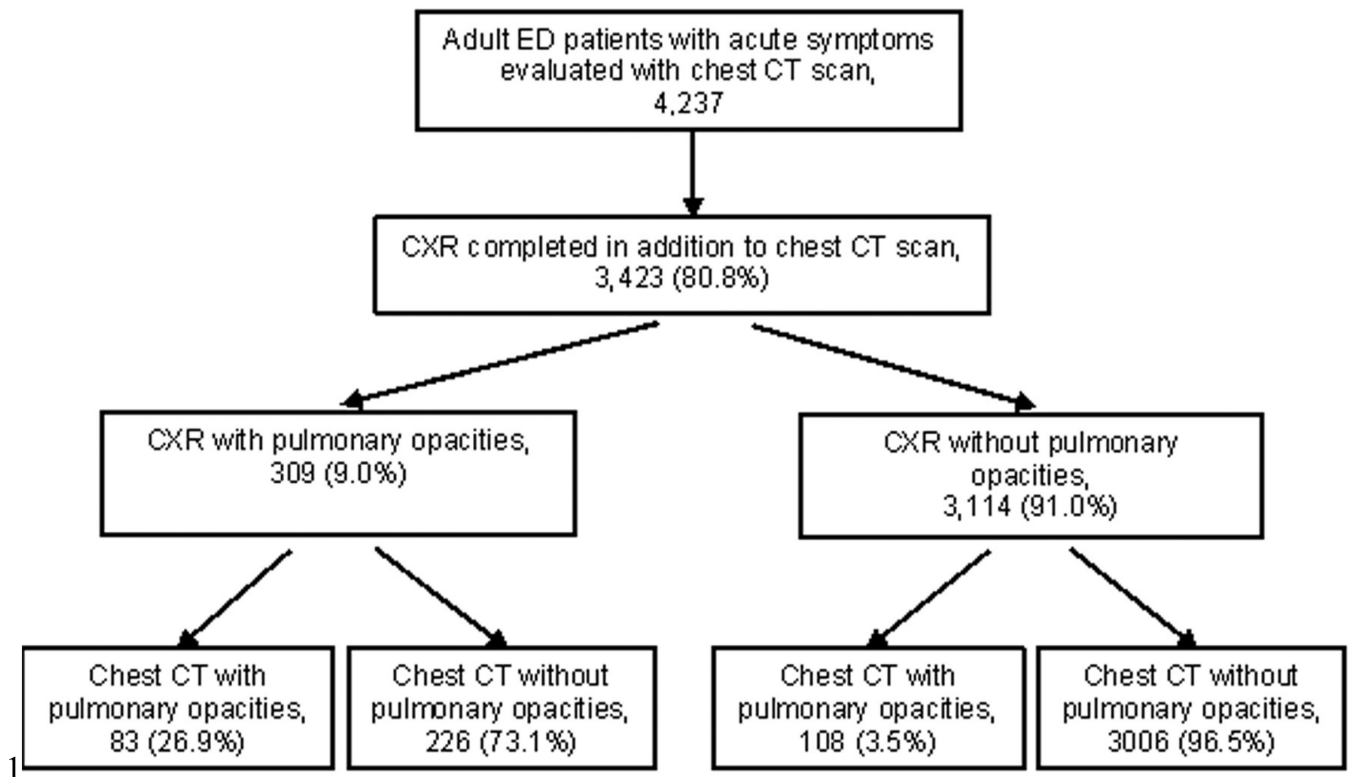 Adult ED patients with acute symptoms
evaluated with chest CT scan,
4,237
CXR completed in addition to chest CT scan,
3,423 (80.8%)
CXR with pulmonary opacities,
309 (9.0%)
CXR without pulmonary
opacities,
3,114 (91.0%)
Chest CT with
pulmonary opacities,
83 (26.9%)
Chest CT without
pulmonary opacities,
226 (73.1%)
Chest CT with
pulmonary opacities,
108 (3.5%)
Chest CT without
pulmonary opacities,
3006 (96.5%)
1